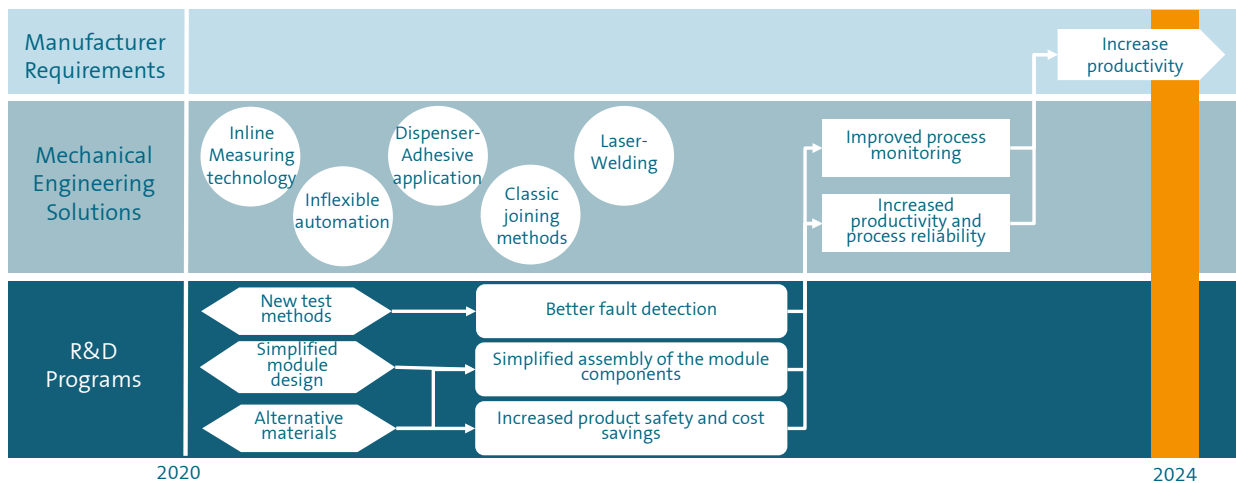 Manufacturer
Requirements
Increase
productivity
Mechanical
Engineering
Solutions
Inline
Measuring
technology
Inflexible
automation
Dispenser-
Adhesive
application
Classic
joining
methods
Laser-
Welding
Improved process
monitoring
Increased
productivity and
process reliability
R&D
Programs
New test
methods
Better fault detection
Simplified
module
design
Simplified assembly of the module
components
Alternative
materials
Increased product safety and cost
savings
2020
2024